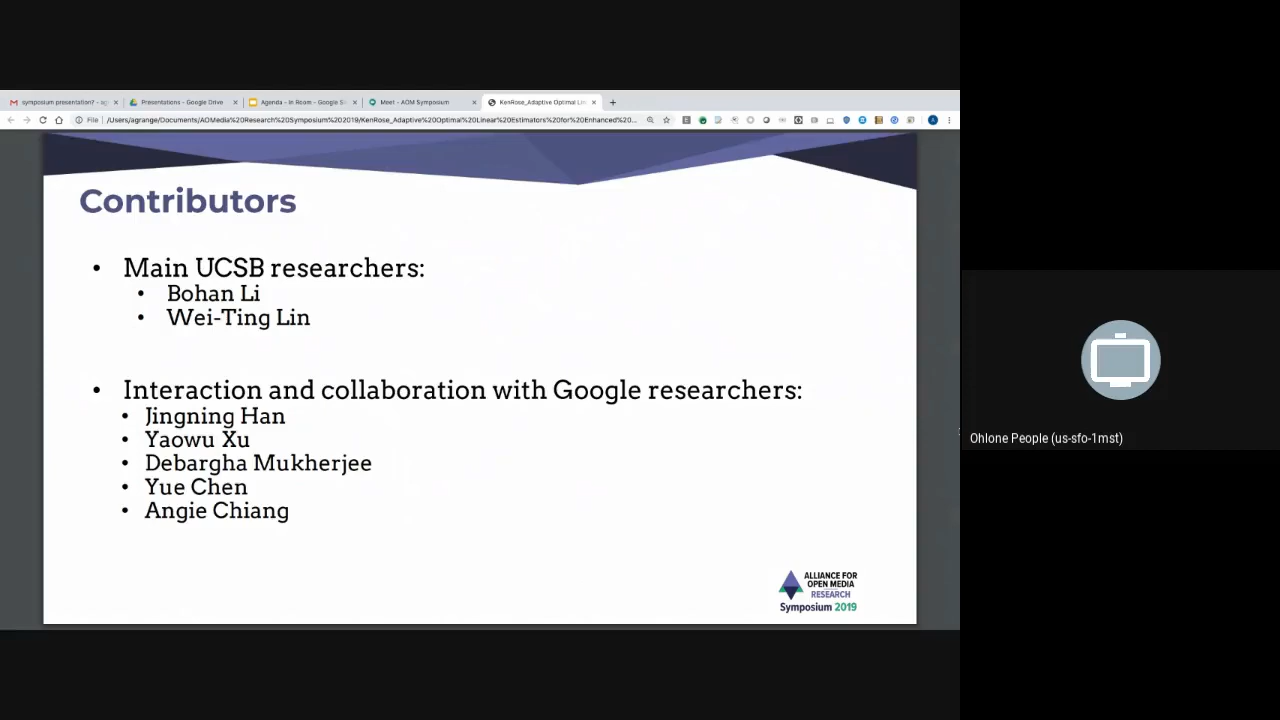 symposium presentation? - ag
Presentations - Google Drive
Agenda - In Room - Google S
Meet - AOM Symposium
KenRose_Adaptive Optimal Lin
File
/Users/agrange/Documents/AOMedia%20Research%20Symposium%202019/KenRose_Adaptive%20Optimal%20Linear%20Estimators%20for%20Enhanced%20...
Contributors
• Main UCSB researchers:
• Bohan Li
• Wei-Ting Lin
• Interaction and collaboration with Google researchers:
• Jingning Han
• Yaowu Xu
• Debargha Mukherjee
• Yue Chen
• Angie Chiang
ALLIANCE FOR
OPEN MEDIA
RESEARCH
Symposium 2019
Ohlone People (us-sfo-1mst)